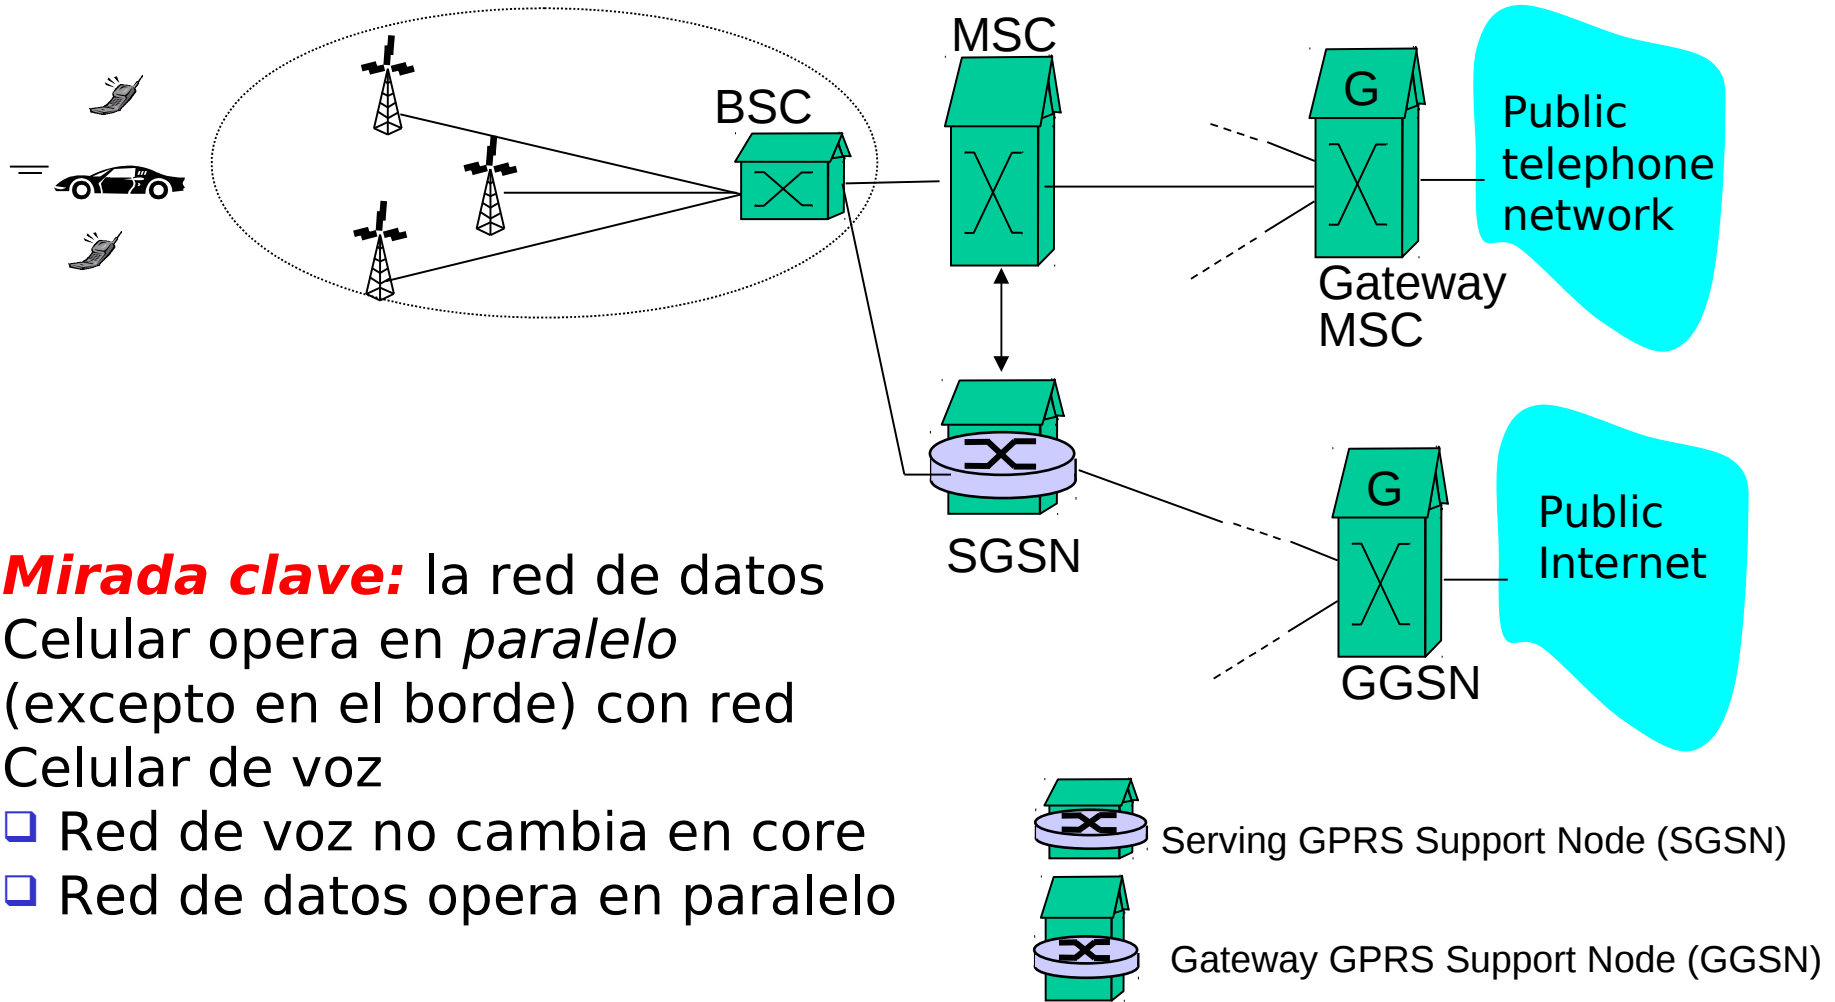 MSC
BSC
G
Public
telephone
network
Gateway
MSC
SGSN
G
Public
Internet
GGSN
Mirada clave: la red de datos
Celular opera en paralelo
(excepto en el borde) con red
Celular de voz
Red de voz no cambia en core
Red de datos opera en paralelo
Serving GPRS Support Node (SGSN)
Gateway GPRS Support Node (GGSN)